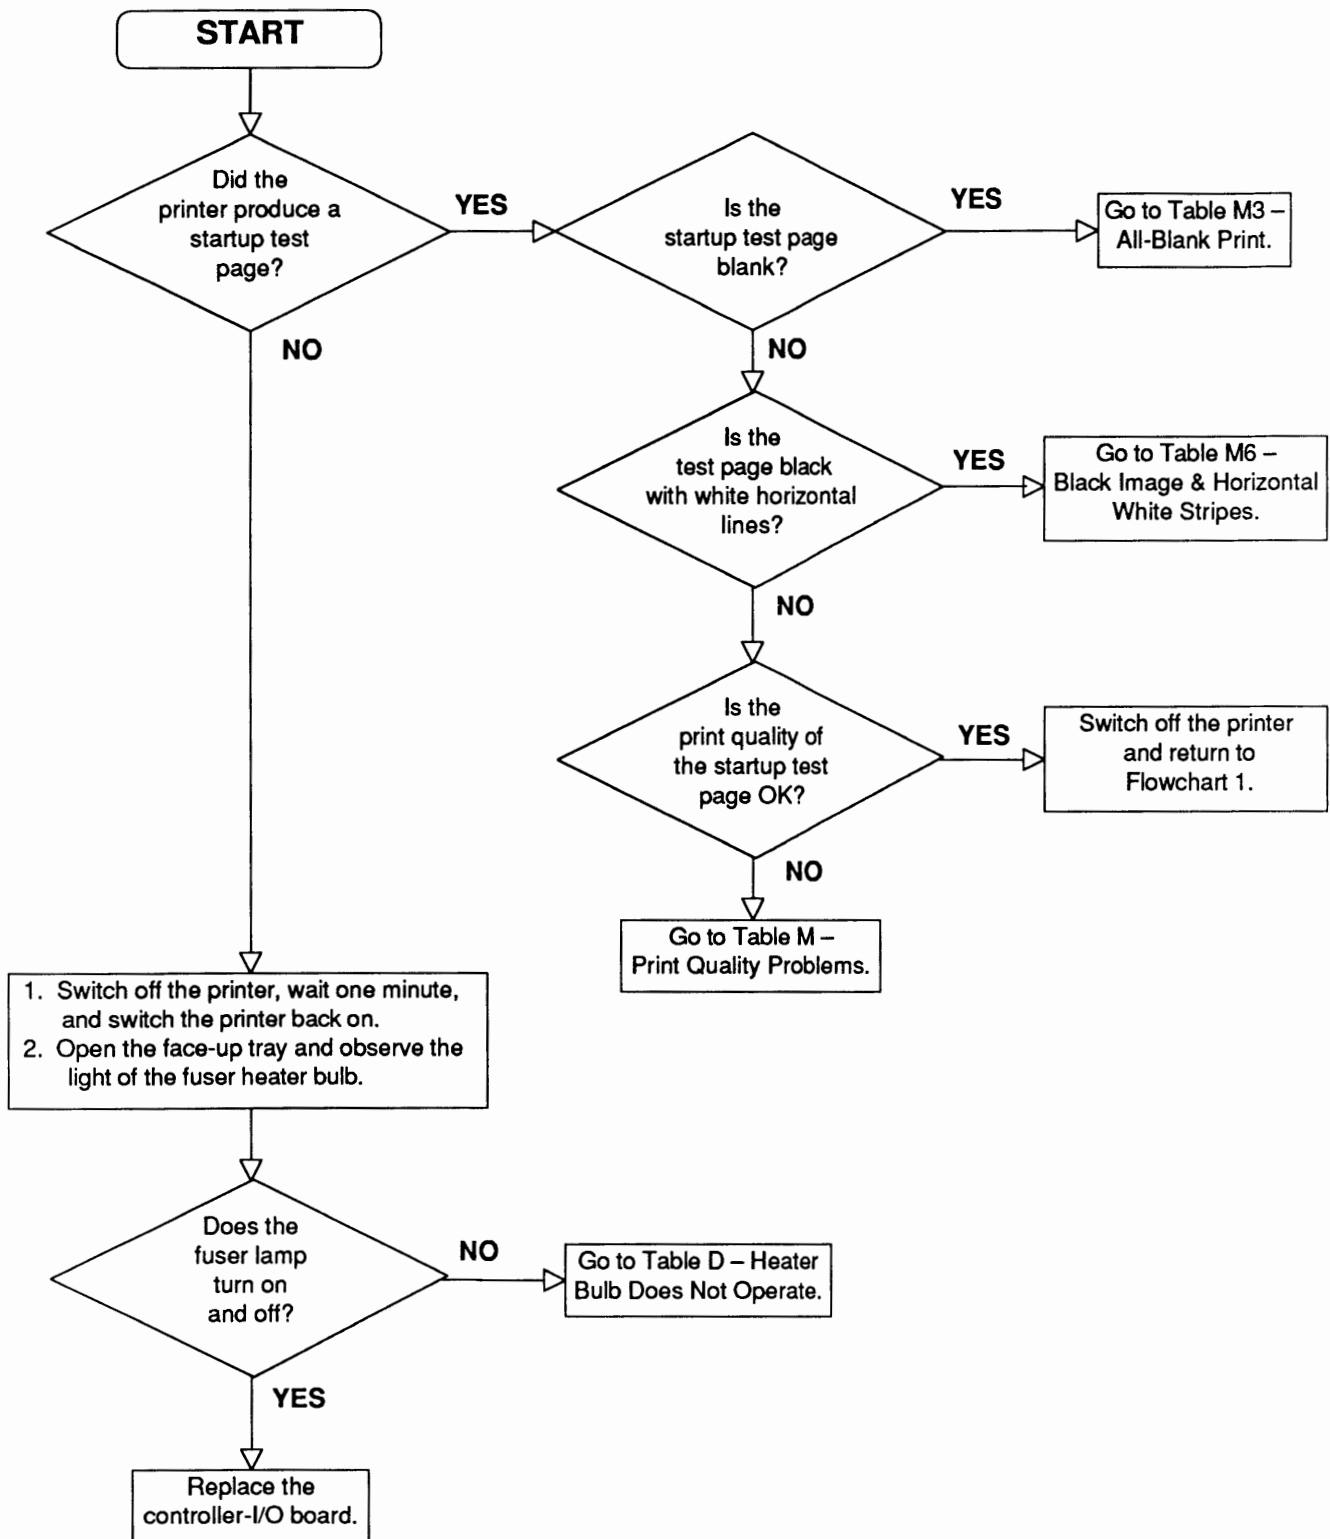 START
Did the
printer produce a
startup test
page?
YES
NO
Is the
startup test page
blank?
YES
Go to Table M3 –
All-Blank Print.
NO
Is the
test page black
with white horizontal
lines?
YES
Go to Table M6 –
Black Image & Horizontal
White Stripes.
NO
Is the
print quality of
the startup test
page OK?
YES
Switch off the printer
and return to
Flowchart 1.
NO
Go to Table M –
Print Quality Problems.
1. Switch off the printer, wait one minute,
and switch the printer back on.
2. Open the face-up tray and observe the
light of the fuser heater bulb.
Does the
fuser lamp
turn on
and off?
NO
Go to Table D – Heater
Bulb Does Not Operate.
YES
Replace the
controller-I/O board.